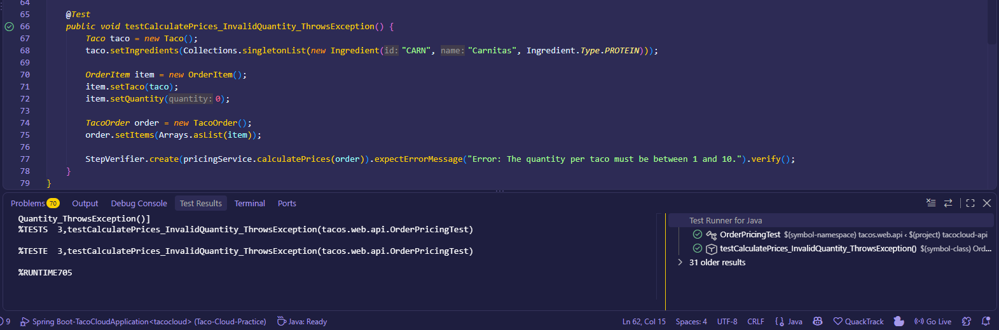 64
65 @Test
66 public void testCalculatePrices_InvalidQuantity_ThrowsException() {
67 Taco taco = new Taco();
68 taco.setIngredients(Collections.singletonList(new Ingredient(id: "CARN", name: "Carnitas", Ingredient.Type.PROTEIN)));
69
70 OrderItem item = new OrderItem();
71 item.setTaco(taco);
72 item.setQuantity(quantity: 0);
73
74 TacoOrder order = new TacoOrder();
75 order.setItems(Arrays.asList(item));
76
77 StepVerifier.create(pricingService.calculatePrices(order)).expectErrorMessage("Error: The quantity per taco must be between 1 and 10.").verify();
78 }
79 }
Problems 70 Output Debug Console Test Results Terminal Ports
Quantity_ThrowsException()]
%TESTS 3,testCalculatePrices_InvalidQuantity_ThrowsException(tacos.web.api.OrderPricingTest)
%TESTE 3,testCalculatePrices_InvalidQuantity_ThrowsException(tacos.web.api.OrderPricingTest)
%RUNTIME705
Test Runner for Java
OrderPricingTest $(symbol-namespace) tacos.web.api ‹ $(project) tacocloud-api
testCalculatePrices_InvalidQuantity_ThrowsException() $(symbol-class) Ord...
31 older results
9 Spring Boot-TacoCloudApplication<tacocloud> (Taco-Cloud-Practice) Java: Ready Ln 62, Col 15 Spaces: 4 UTF-8 CRLF Java QuackTrack Go Live